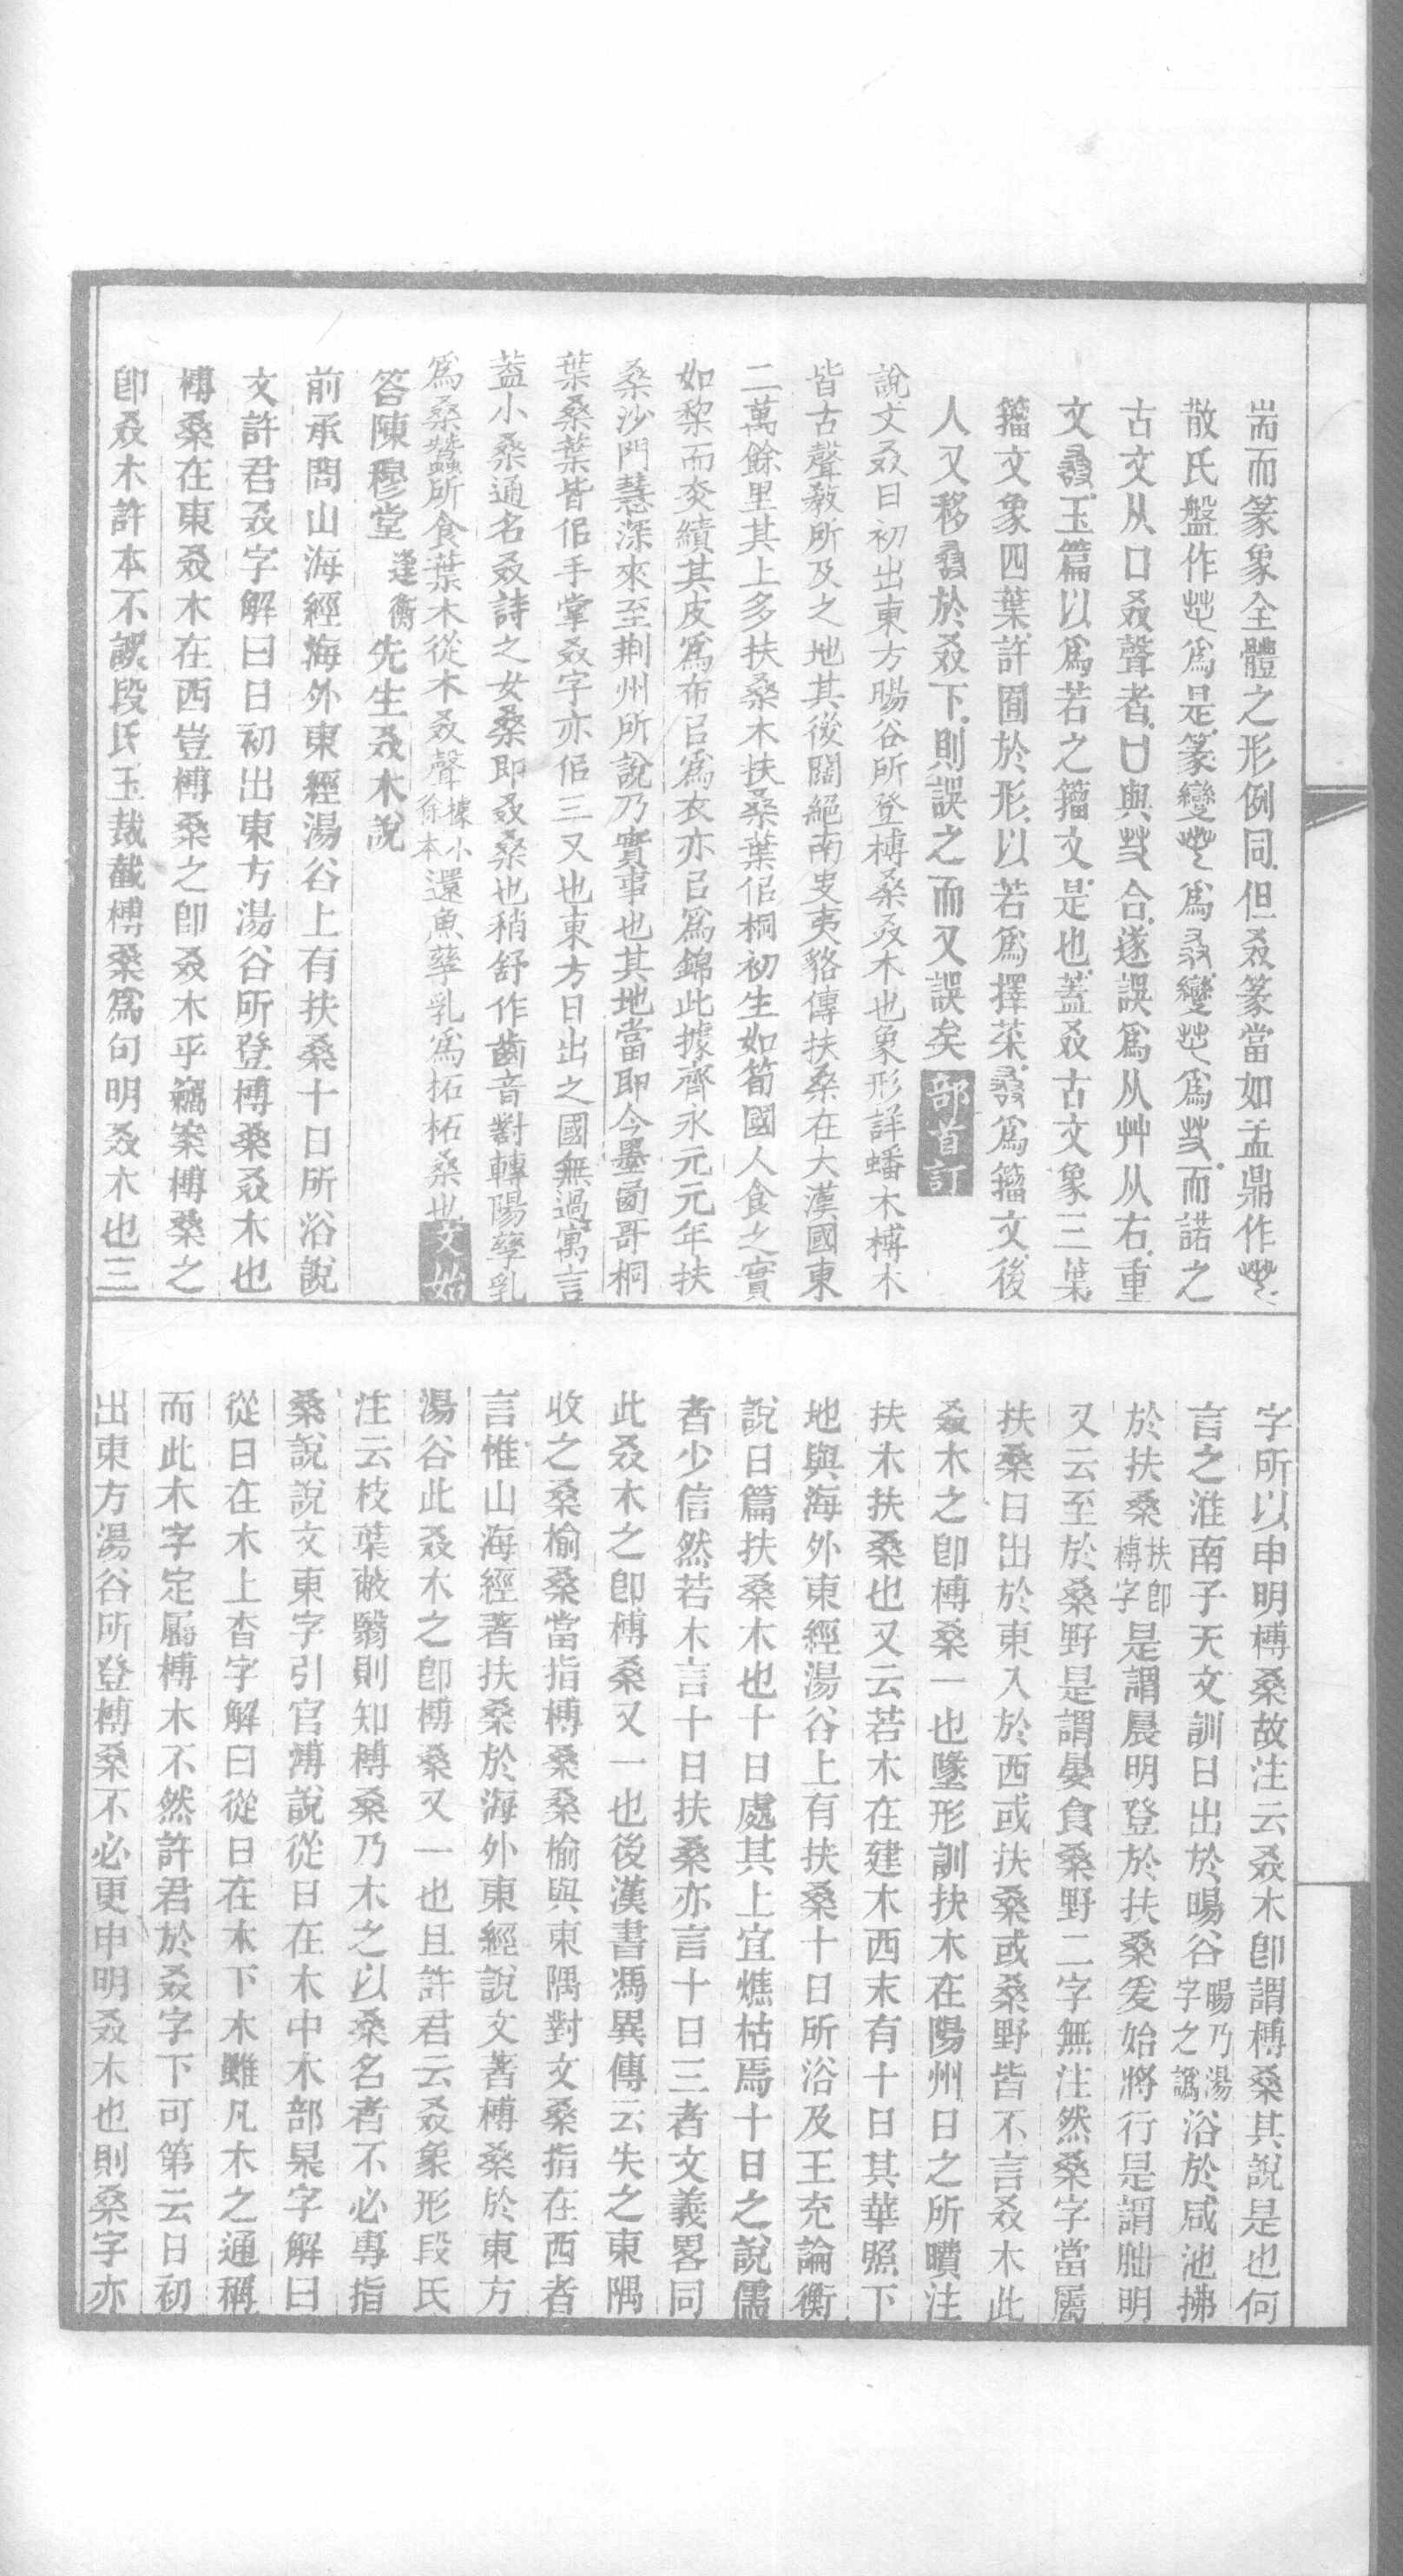 耑而篆象全體之形例同但叒篆當如盂鼎作
散氏盤作爲是篆變爲變爲而諾之
古文从口叒聲者口與合遂誤爲从艸从右重
文玉篇以爲若之籒文是也蓋叒古文象三葉
籒文象四葉許囿於形以若爲擇菜爲籒文後
人又移於叒下則誤之而又誤矣部首訂
說文叒日初出東方暘谷所登榑桑叒木也象形詳蟠木榑木
皆古聲敎所及之地其後闊絕南史夷貉傳扶桑在大漢國東
二萬餘里其上多扶桑木扶桑葉佀桐初生如筍國人食之實
如棃而赤績其皮爲布㠯爲衣亦㠯爲錦此據齊永元元年扶
桑沙門慧深來至荆州所說乃實事也其地當即今墨哥桐
葉桑葉皆佀手掌叒字亦佀三又也東方日出之國無過寓言
蓋小桑通名叒詩之女桑即叒桑也稍舒作齒音對轉陽孳乳
爲桑蠶所食葉木從木叒聲據小徐本還魚孳乳爲柘柘桑也文始
答陳穆堂逢衡先生叒木說
前承問山海經海外東經湯谷上有扶桑十日所浴說
文許君叒字解曰日初出東方湯谷所登榑桑叒木也
榑桑在東叒木在西豈榑桑之卽叒木乎竊案榑桑之
卽叒木許本不誤段氏玉裁截榑桑爲句明叒木也三
字所以申明榑桑故注云叒木卽謂榑桑其說是也何
言之淮南子天文訓日出於暘谷暘乃湯字之譌浴於咸池拂
於扶桑扶卽榑字是謂晨明登於扶桑爰始將行是謂朏明
又云至於桑野是謂晏食桑野二字無注然桑字當屬
扶桑日出於東入於西或扶桑或桑野皆不言叒木此
叒木之卽榑桑一也墬形訓扶木在陽州日之所曊注
扶木扶桑也又云若木在建木西末有十日其華照下
地與海外東經湯谷上有扶桑十日所浴及王充論衡
說日篇扶桑木也十日處其上宜燋枯焉十日之說儒
者少信然若木言十日扶桑亦言十日三者文義畧同
此叒木之卽榑桑又一也後漢書馮異傳云失之東隅
收之桑榆桑當指榑桑桑榆與東隅對文桑指在西者
言惟山海經著扶桑於海外東經說文著榑桑於東方
湯谷此叒木之卽榑桑又一也且許君云叒象形段氏
注云枝葉蔽翳則知榑桑乃木之以桑名者不必專指
桑說說文東字引官溥說從日在木中木部杲字解曰
從日在木上杳字解曰從日在木下木雖凡木之通稱
而此木字定屬榑木不然許君於叒字下可第云日初
出東方湯谷所登榑桑不必更申明叒木也則桑字亦